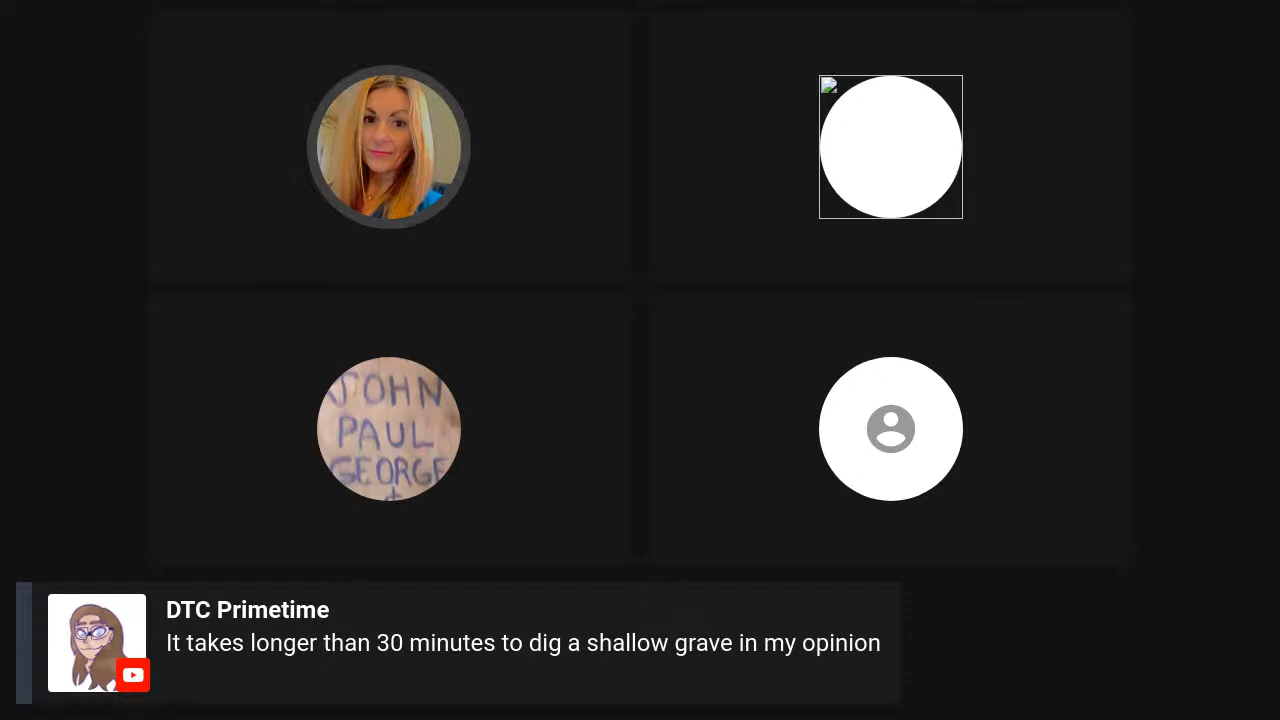 JOHN
PAUL
GEORGE
DTC Primetime
It takes longer than 30 minutes to dig a shallow grave in my opinion